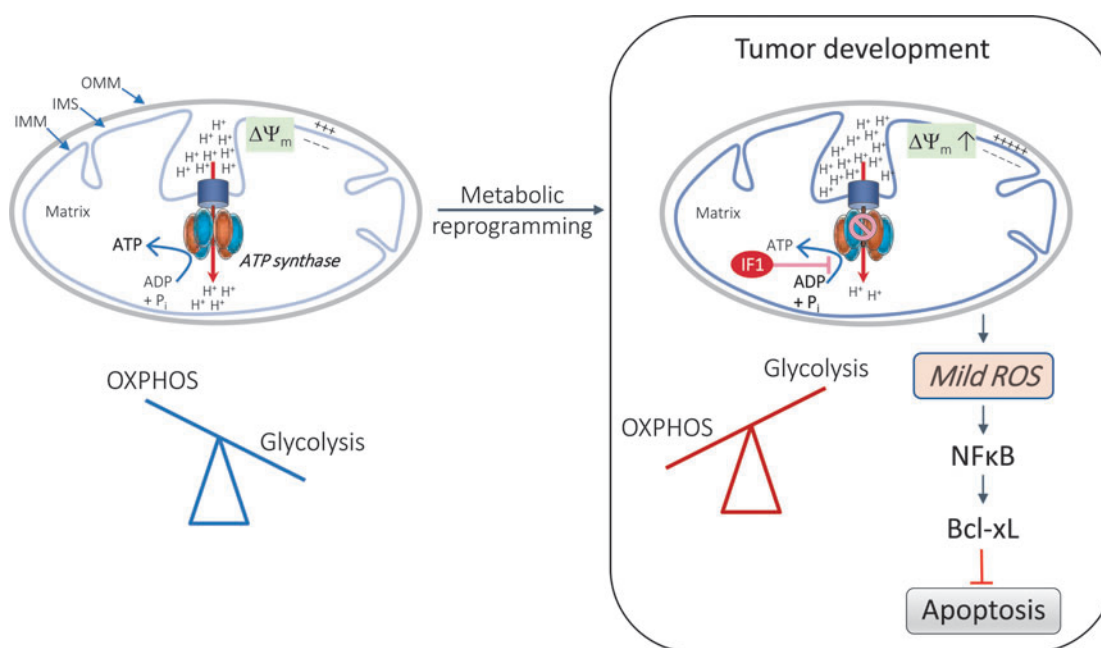 OMM
IMS
IMM
H⁺
H⁺ H⁺
H⁺ H⁺
H⁺ H⁺ H⁺
H⁺ H⁺
ΔΨₘ
+++
----
Matrix
ATP
ADP
+ Pᵢ
ATP synthase
H⁺ H⁺
H⁺ H⁺
OXPHOS
Glycolysis
Metabolic
reprogramming
Tumor development
H⁺
H⁺ H⁺
H⁺ H⁺
H⁺ H⁺ H⁺
H⁺ H⁺ H⁺
H⁺ H⁺
H⁺
ΔΨₘ ↑
+++++
-----
Matrix
ATP
IF1
ADP
+ Pᵢ
H⁺ H⁺
Glycolysis
OXPHOS
Mild ROS
NFκB
Bcl-xL
Apoptosis